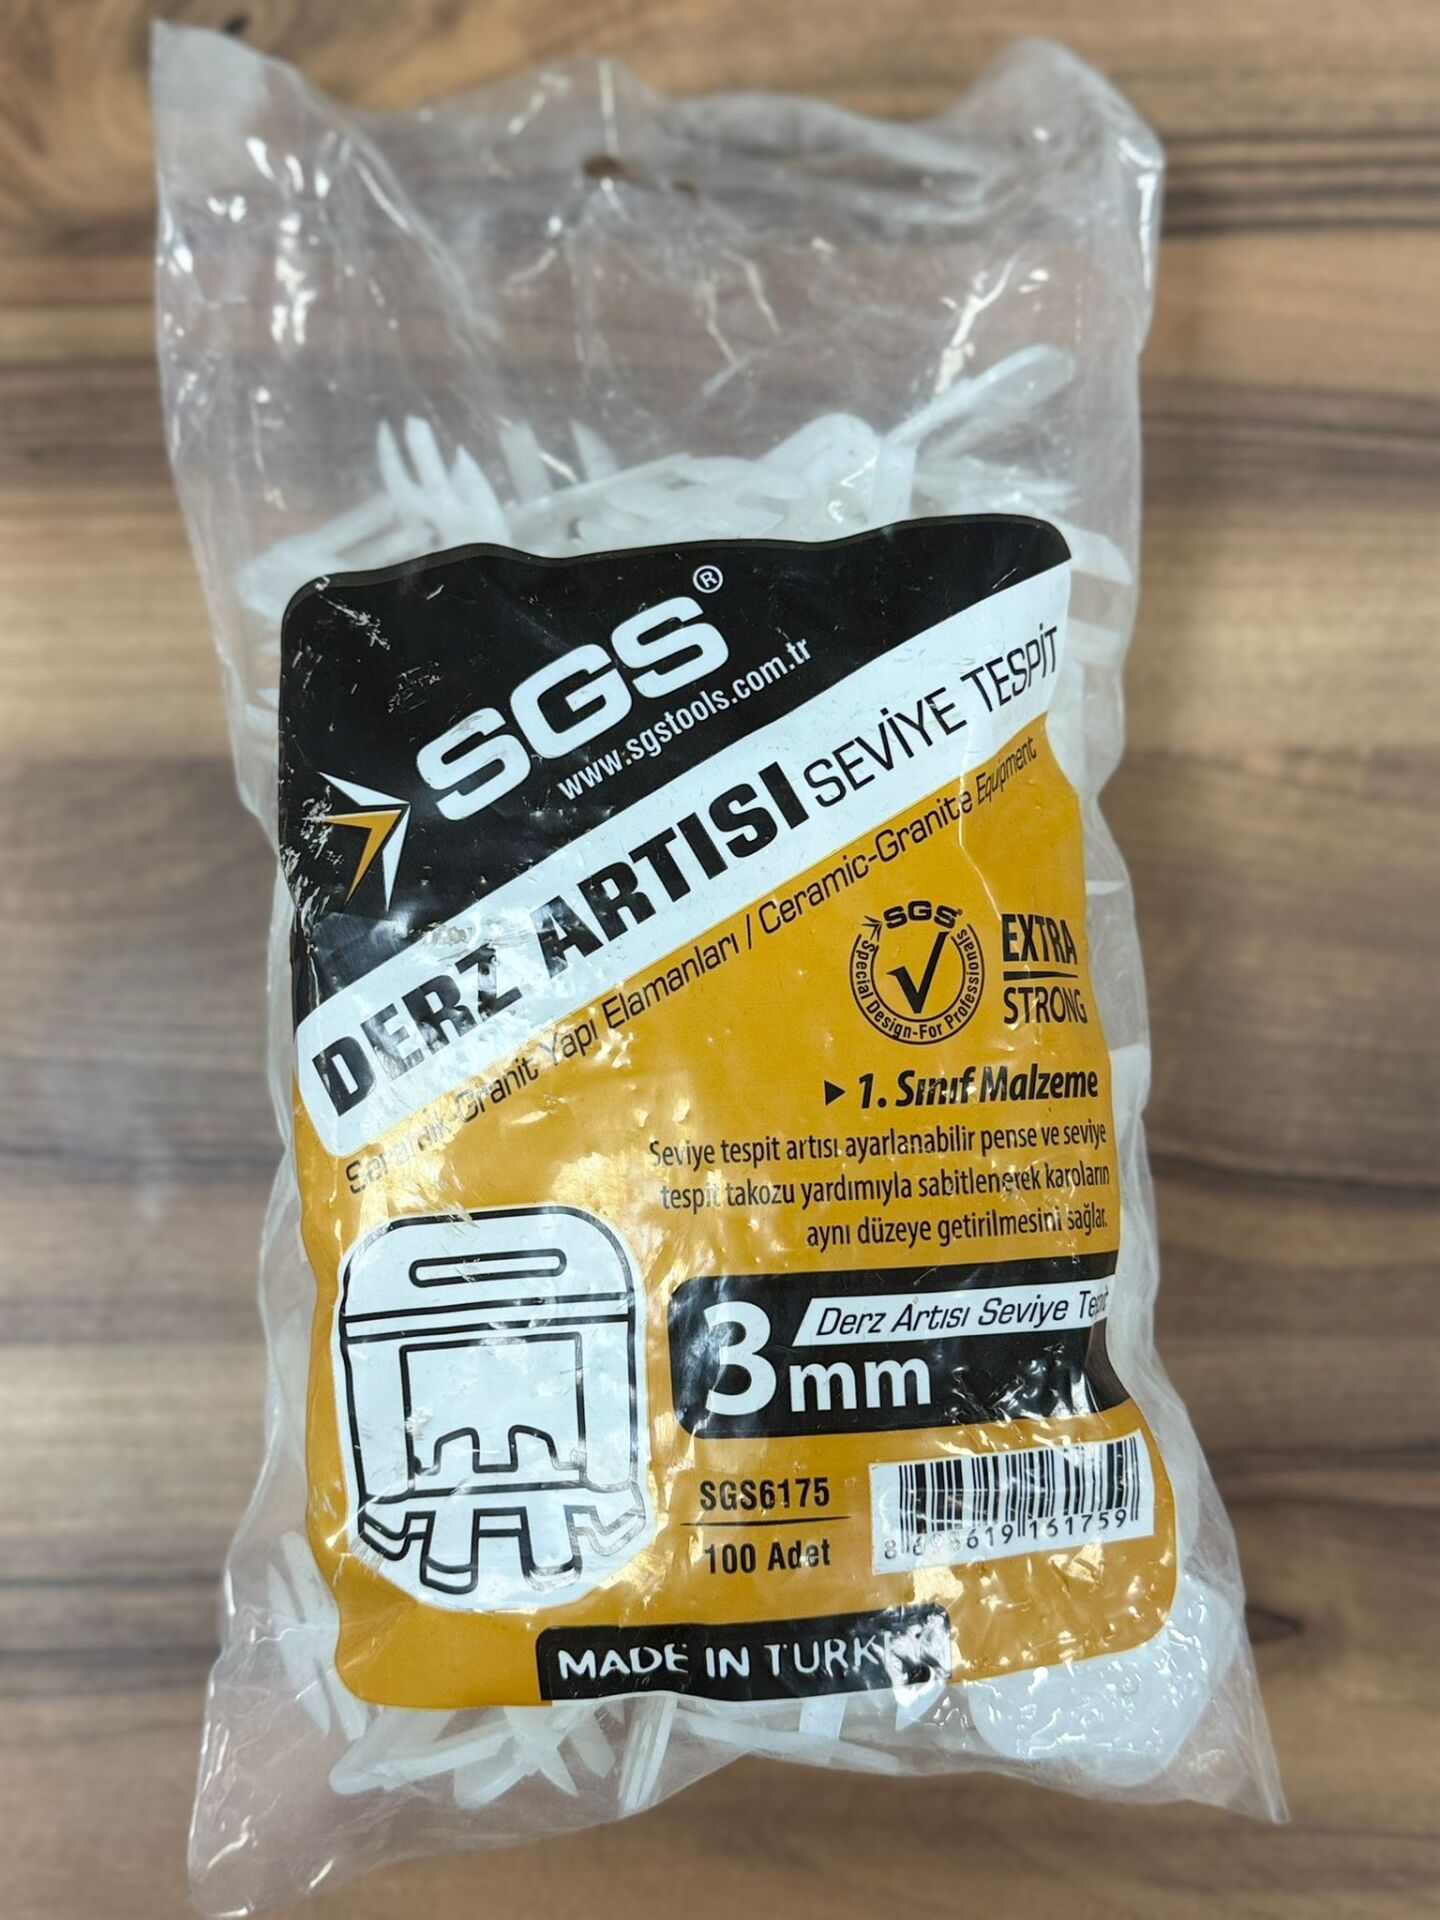 SGS®
www.sgstools.com.tr
DERZ ARTISI SEVİYE TESPİT
Seramik-Granit Yapı Elamanları / Ceramic-Granite Equipment
SGS®
Special Design-For Professionals
EXTRA
STRONG
1. Sınıf Malzeme
Seviye tespit artısı ayarlanabilir pense ve seviye
tespit takozu yardımıyla sabitlenerek karoların
aynı düzeye getirilmesini sağlar.
Derz Artısı Seviye Tespit
3mm
SGS6175
100 Adet
8698619161759
MADE IN TURKEY